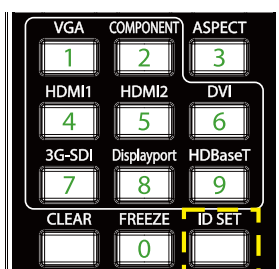 VGA COMPONENT ASPECT
1 2 3
HDMI1 HDMI2 DVI
4 5 6
3G-SDI Displayport HDBaseT
7 8 9
CLEAR FREEZE ID SET
0